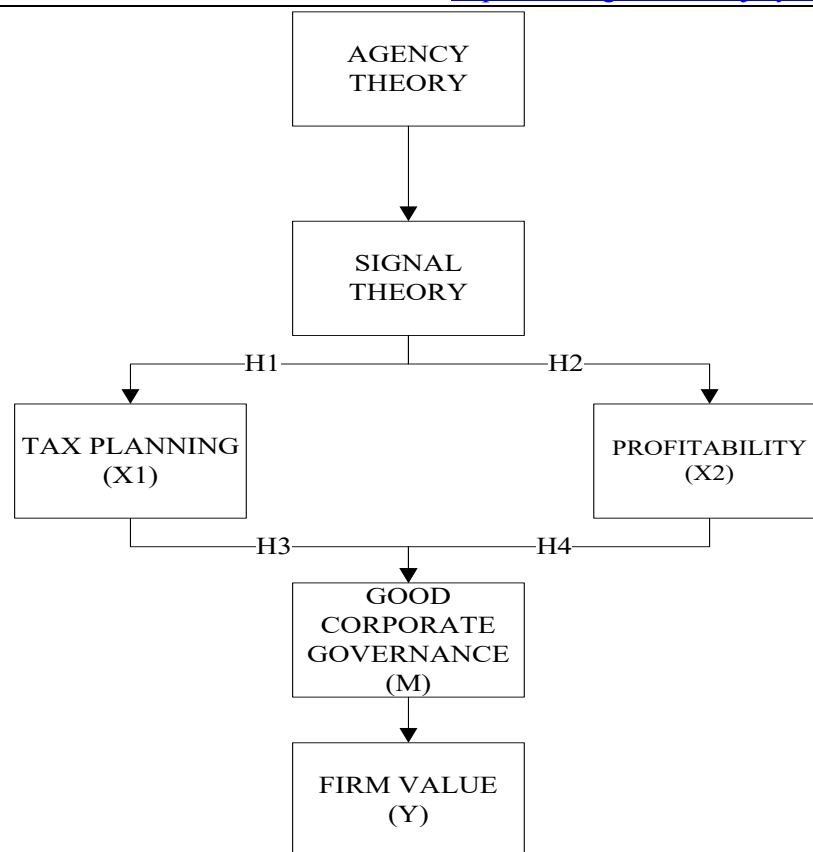 AGENCY
THEORY
SIGNAL
THEORY
H1
H2
TAX PLANNING
(X1)
PROFITABILITY
(X2)
H3
H4
GOOD
CORPORATE
GOVERNANCE
(M)
FIRM VALUE
(Y)